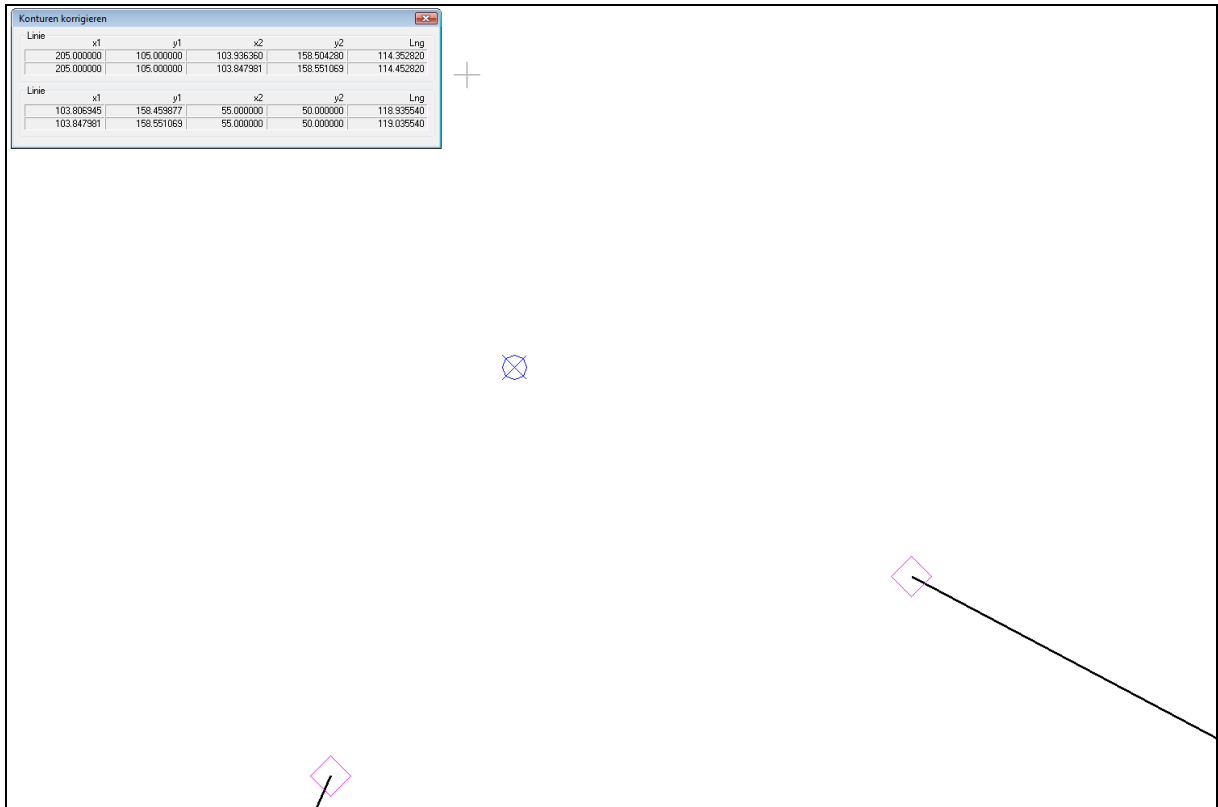 Konturen korrigieren
Linie
x1 y1 x2 y2 Lng
205.000000 105.000000 103.936360 158.504280 114.352820
205.000000 105.000000 103.847981 158.551069 114.452820
Linie
x1 y1 x2 y2 Lng
103.806945 158.459877 55.000000 50.000000 118.935540
103.847981 158.551069 55.000000 50.000000 119.035540